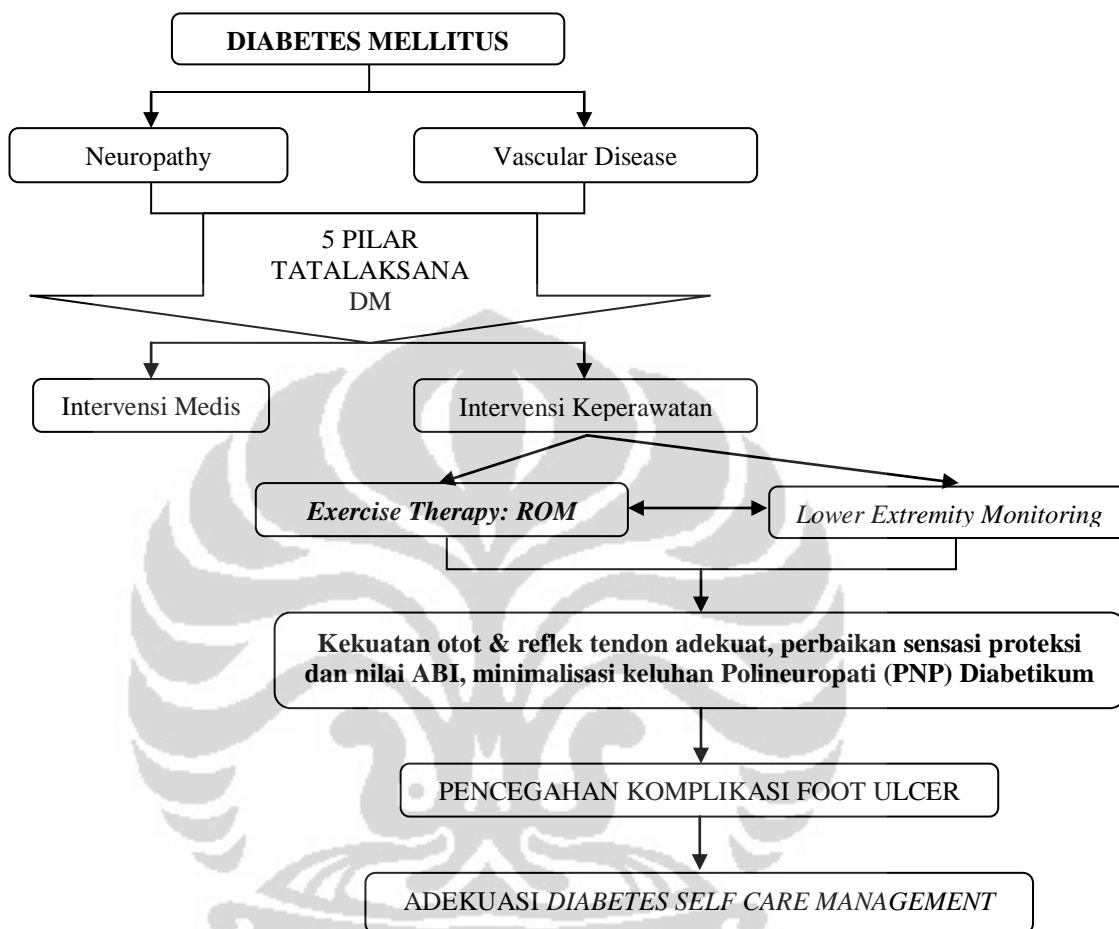 DIABETES MELLITUS
Neuropathy
Vascular Disease
5 PILAR
TATALAKSANA
DM
Intervensi Medis
Intervensi Keperawatan
Exercise Therapy: ROM
Lower Extremity Monitoring
Kekuatan otot & reflek tendon adekuat, perbaikan sensasi proteksi
dan nilai ABI, minimalisasi keluhan Polineuropati (PNP) Diabetikum
PENCEGAHAN KOMPLIKASI FOOT ULCER
ADEKUASI DIABETES SELF CARE MANAGEMENT